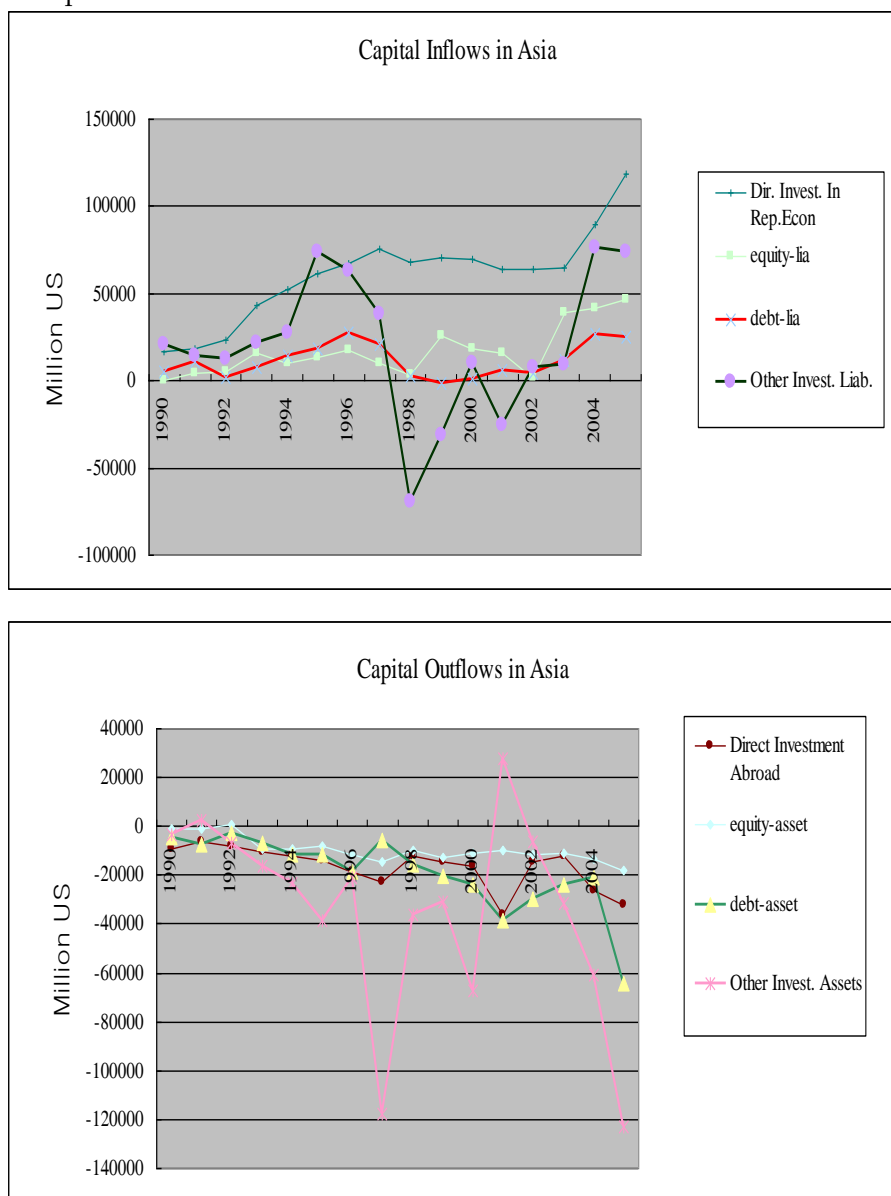 Capital Inflows in Asia
150000
100000
50000
0
-50000
-100000
Million US
1990
1992
1994
1996
1998
2000
2002
2004
Dir. Invest. In
Rep.Econ
equity-lia
debt-lia
Other Invest. Liab.
Capital Outflows in Asia
40000
20000
0
-20000
-40000
-60000
-80000
-100000
-120000
-140000
Million US
1990
1992
1994
1996
1998
2000
2002
2004
Direct Investment
Abroad
equity-asset
debt-asset
Other Invest. Assets